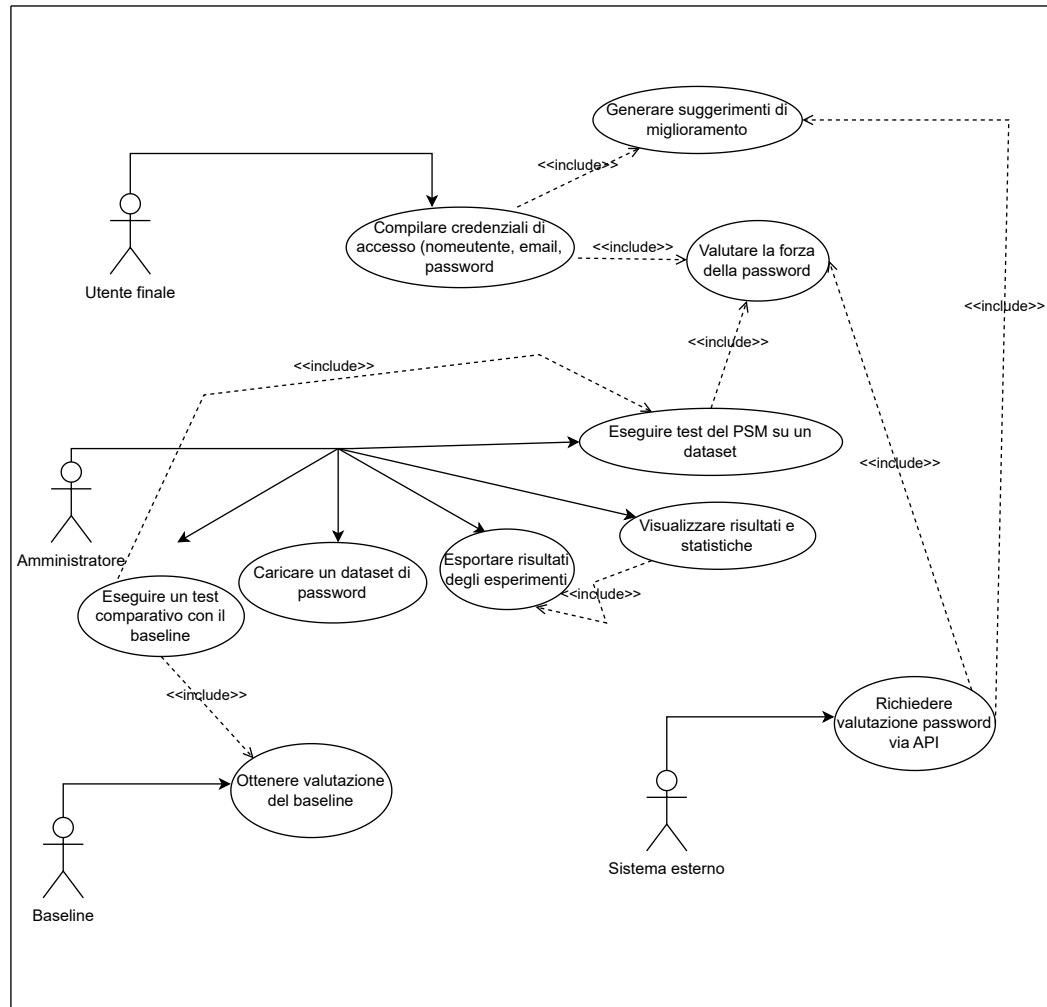 Generare suggerimenti di
miglioramento
<<include>>
Compilare credenziali di
accesso (nomeutente, email,
password
<<include>>
Valutare la forza
della password
Utente finale
<<include>>
<<include>>
<<include>>
Eseguire test del PSM su un
dataset
<<include>>
Amministratore
Visualizzare risultati e
statistiche
Esportare risultati
degli esperimenti
Caricare un dataset di
password
<<include>>
Eseguire un test
comparativo con il
baseline
<<include>>
Richiedere
valutazione password
via API
Ottenere valutazione
del baseline
Sistema esterno
Baseline